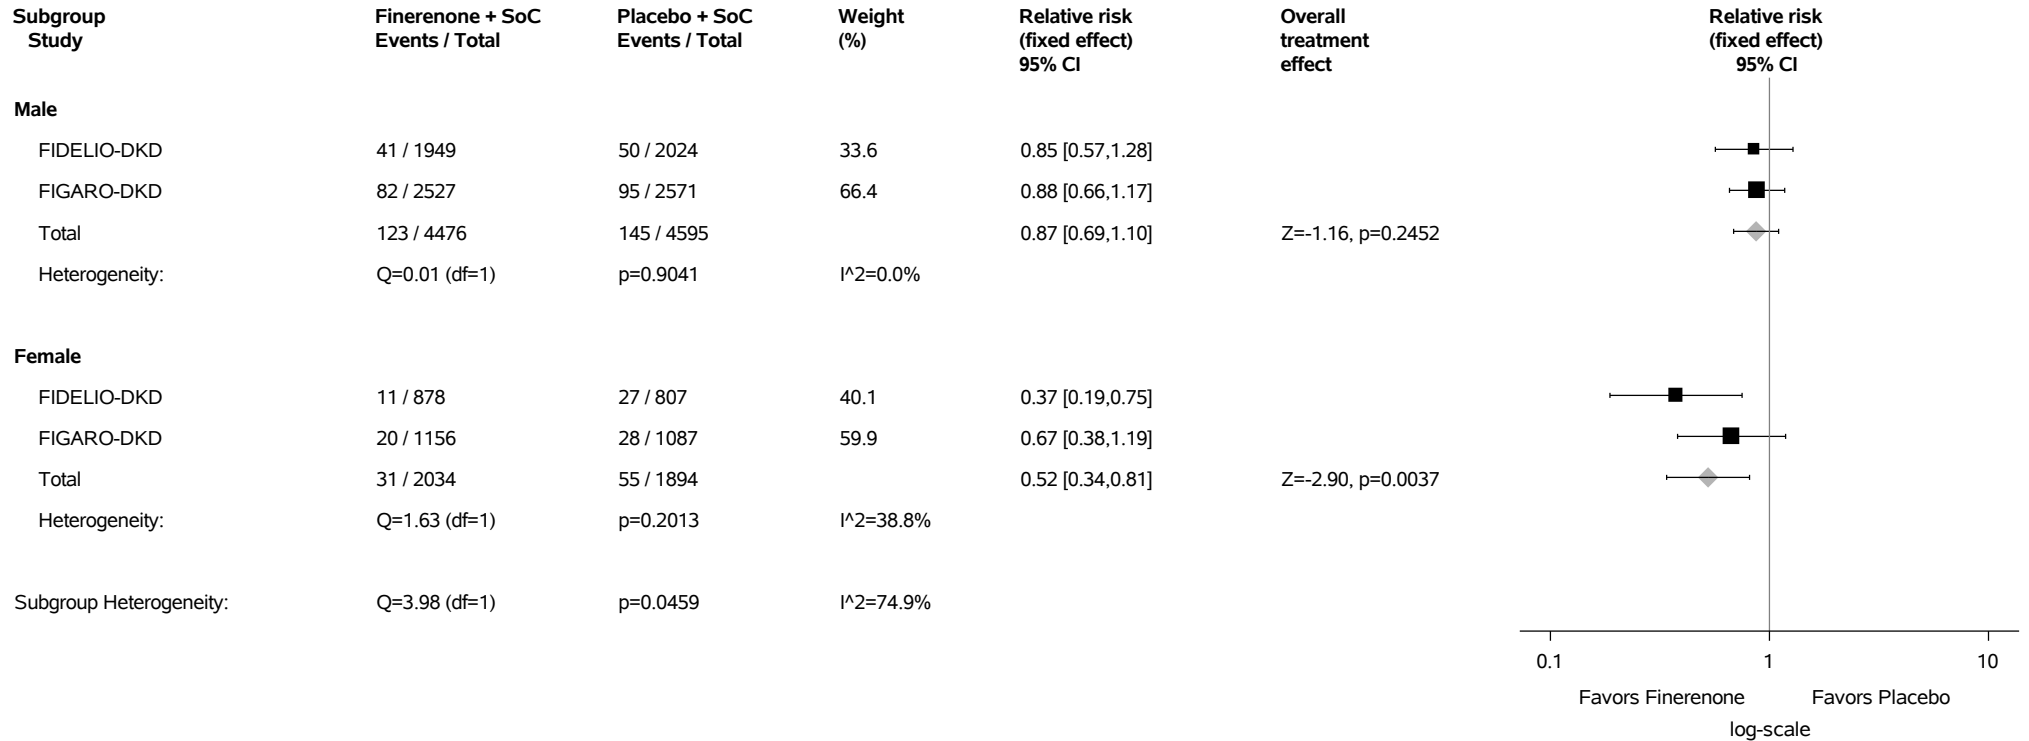 Subgroup Finerenone + SoC Placebo + SoC Weight Relative risk Overall Relative risk
Study Events / Total Events / Total (%) (fixed effect) treatment (fixed effect)
95% CI effect 95% CI
Male
FIDELIO-DKD 41 / 1949 50 / 2024 33.6 0.85 [0.57,1.28]
FIGARO-DKD 82 / 2527 95 / 2571 66.4 0.88 [0.66,1.17]
Total 123 / 4476 145 / 4595 0.87 [0.69,1.10] Z=-1.16, p=0.2452
Heterogeneity: Q=0.01 (df=1) p=0.9041 I^2=0.0%
Female
FIDELIO-DKD 11 / 878 27 / 807 40.1 0.37 [0.19,0.75]
FIGARO-DKD 20 / 1156 28 / 1087 59.9 0.67 [0.38,1.19]
Total 31 / 2034 55 / 1894 0.52 [0.34,0.81] Z=-2.90, p=0.0037
Heterogeneity: Q=1.63 (df=1) p=0.2013 I^2=38.8%
Subgroup Heterogeneity: Q=3.98 (df=1) p=0.0459 I^2=74.9%
0.1 1 10
Favors Finerenone Favors Placebo
log-scale